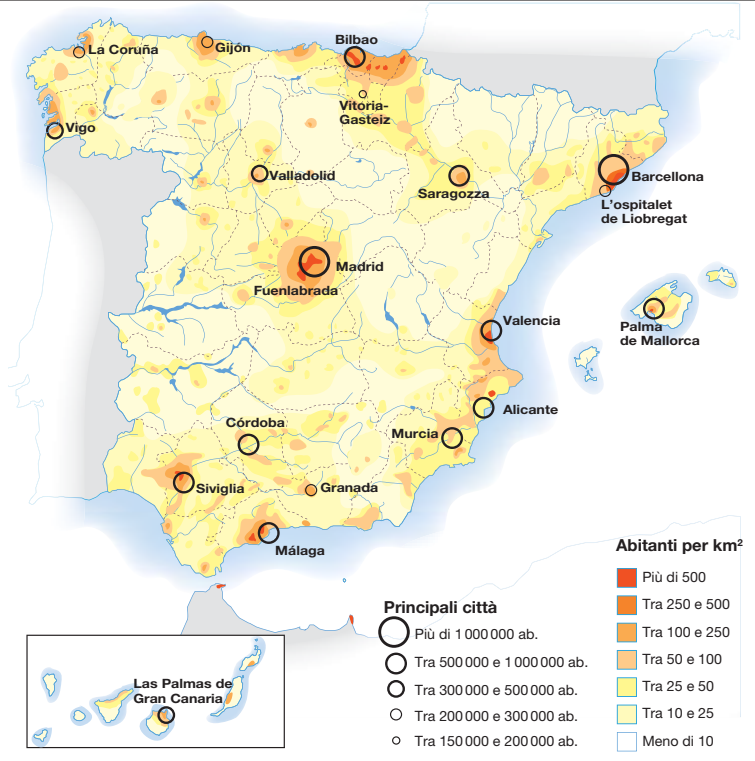 La Coruña
Gijón
Bilbao
Vitoria-
Gasteiz
Vigo
Valladolid
Saragozza
Barcellona
L'ospitalet
de Liobregat
Madrid
Fuenlabrada
Valencia
Palma
de Mallorca
Alicante
Córdoba
Murcia
Siviglia
Granada
Málaga
Las Palmas de
Gran Canaria
Principali città
Più di 1 000 000 ab.
Tra 500 000 e 1 000 000 ab.
Tra 300 000 e 500 000 ab.
Tra 200 000 e 300 000 ab.
Tra 150 000 e 200 000 ab.
Abitanti per km²
Più di 500
Tra 250 e 500
Tra 100 e 250
Tra 50 e 100
Tra 25 e 50
Tra 10 e 25
Meno di 10